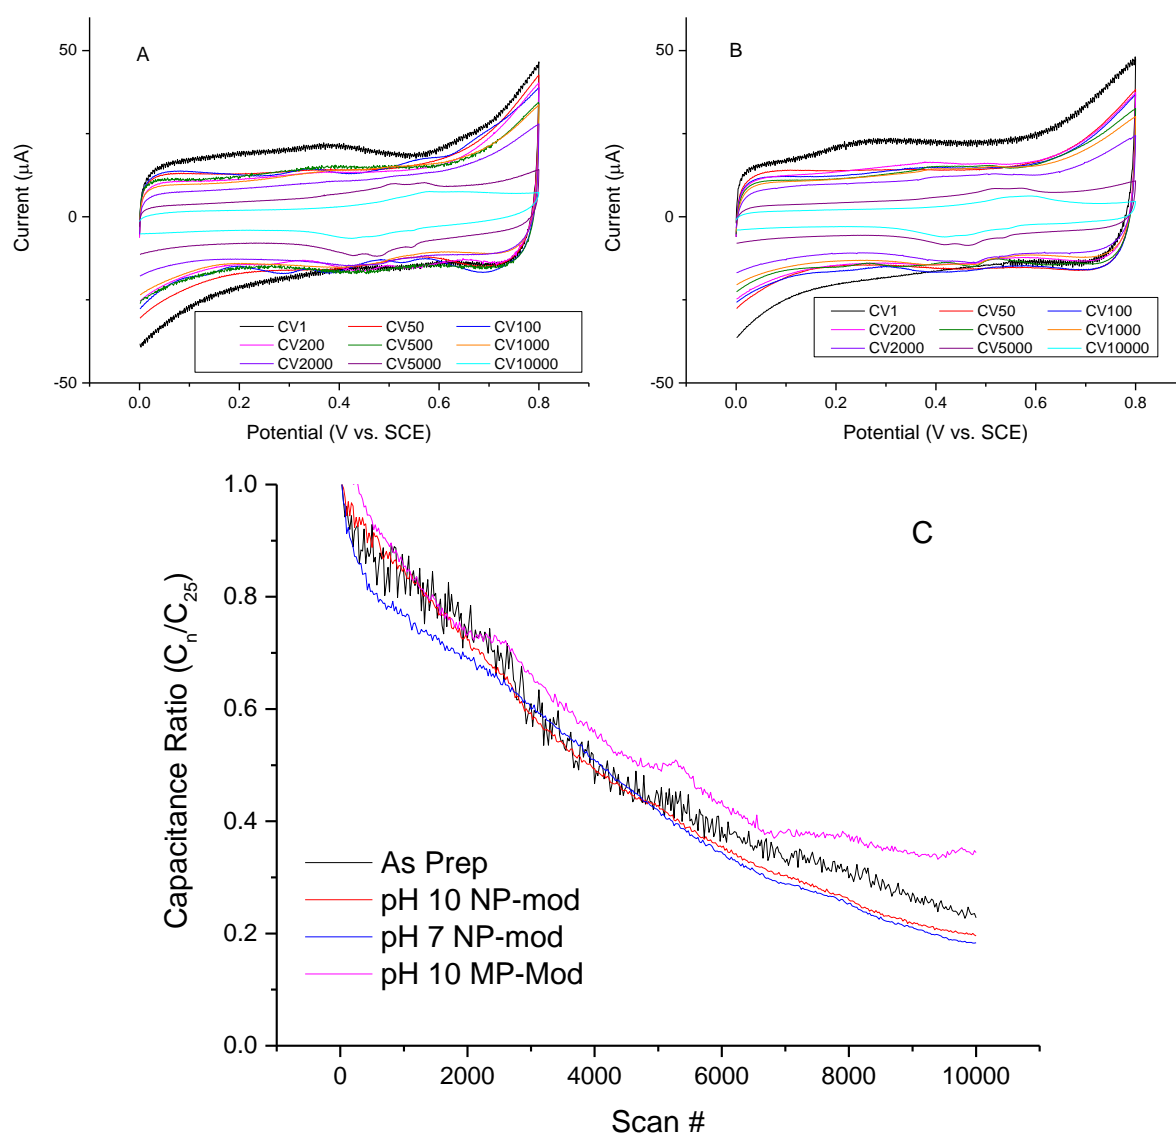 A
50
0
-50
Current (µA)
CV1 CV50 CV100
CV200 CV500 CV1000
CV2000 CV5000 CV10000
0.0 0.2 0.4 0.6 0.8
Potential (V vs. SCE)
B
50
0
-50
Current (µA)
CV1 CV50 CV100
CV200 CV500 CV1000
CV2000 CV5000 CV10000
0.0 0.2 0.4 0.6 0.8
Potential (V vs. SCE)
C
1.0
0.8
0.6
0.4
0.2
0.0
Capacitance Ratio (Cn/C25)
As Prep
pH 10 NP-mod
pH 7 NP-mod
pH 10 MP-Mod
0 2000 4000 6000 8000 10000
Scan #